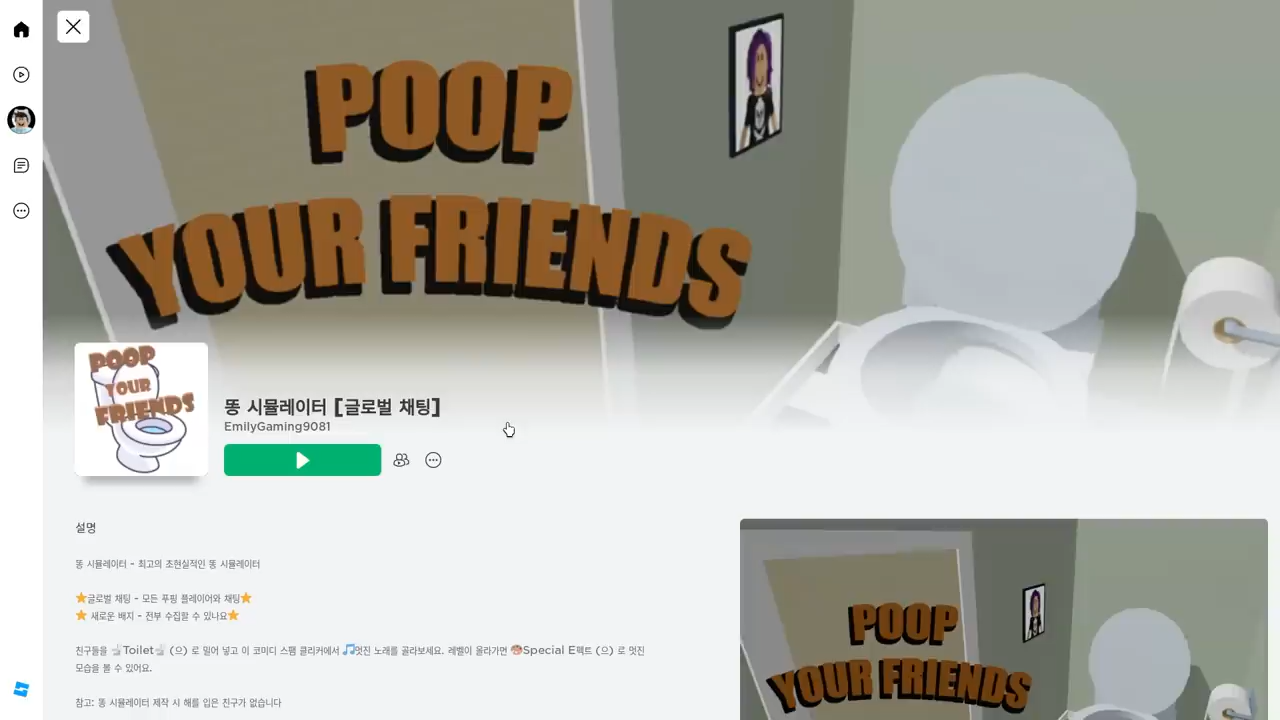 POOP
YOUR FRIENDS
POOP
YOUR
FRIENDS
똥 시뮬레이터 [글로벌 채팅]
EmilyGaming9081
설명
똥 시뮬레이터 - 최고의 초현실적인 똥 시뮬레이터
⭐글로벌 채팅 - 모든 푸핑 플레이어와 채팅⭐
⭐ 새로운 배지 - 전부 수집할 수 있나요⭐
친구들을 🚽Toilet🚽 (으) 로 밀어 넣고 이 코미디 스팸 클리커에서 🎵멋진 노래를 골라보세요. 레벨이 올라가면 🎨Special E펙트 (으) 로 멋진
모습을 볼 수 있어요.
참고: 똥 시뮬레이터 제작 시 해를 입은 친구가 없습니다
POOP
YOUR FRIENDS